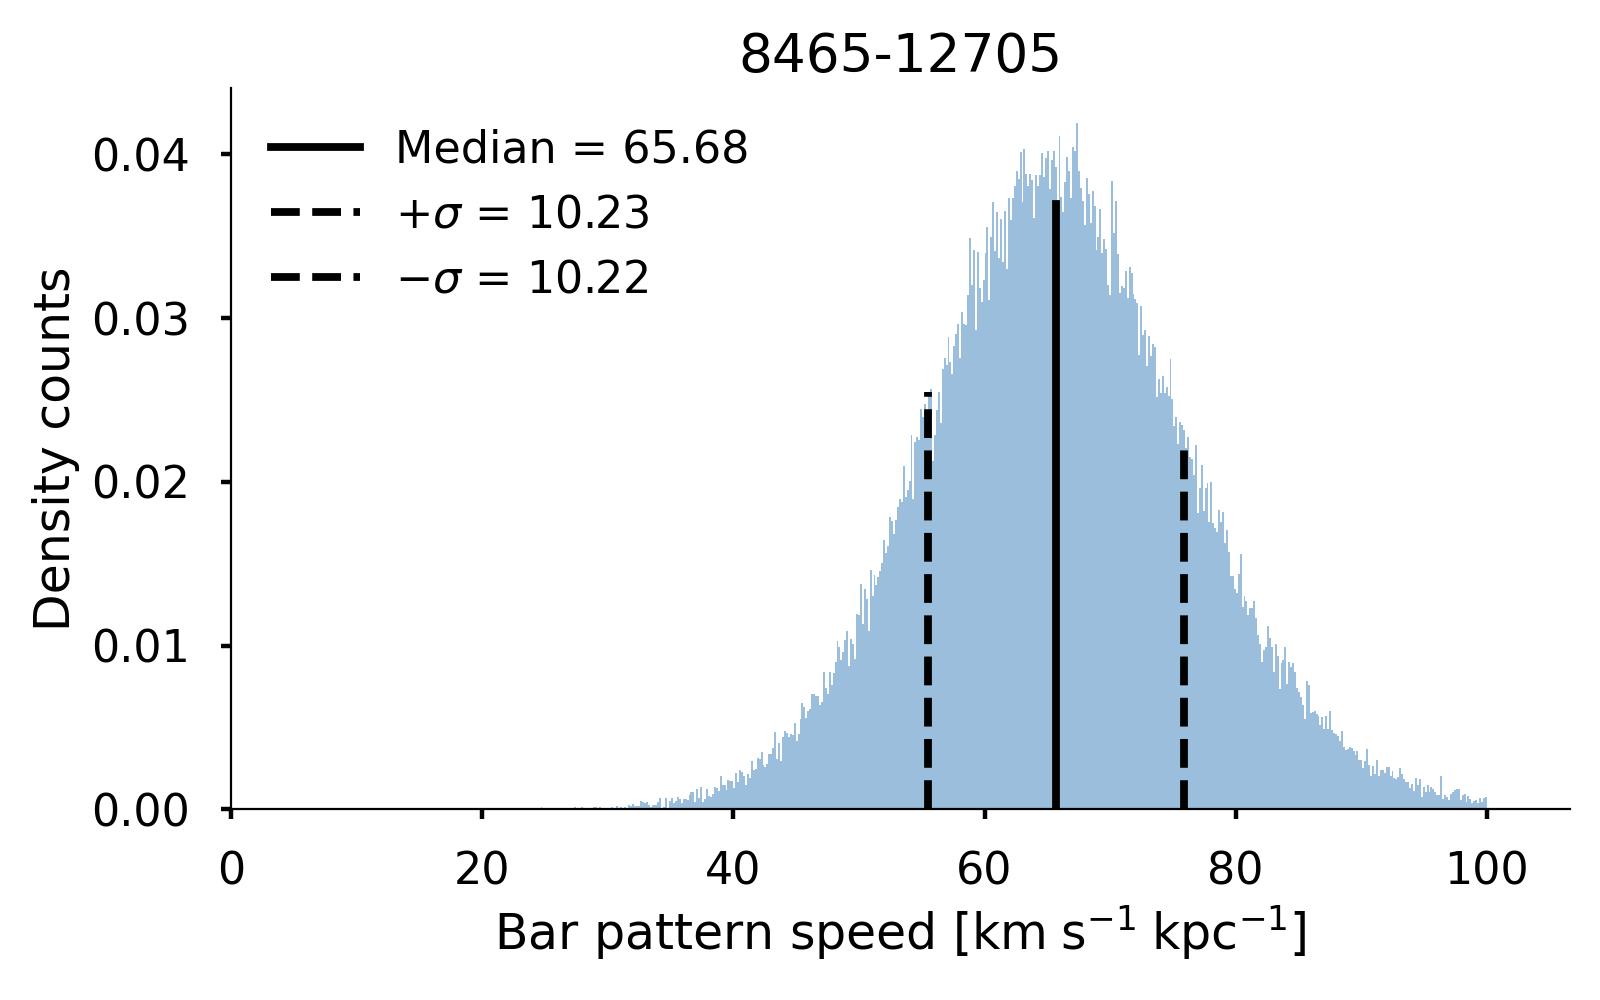 8465-12705
Median = 65.68
+σ = 10.23
−σ = 10.22
Density counts
0.04
0.03
0.02
0.01
0.00
0 20 40 60 80 100
Bar pattern speed [km s⁻¹ kpc⁻¹]